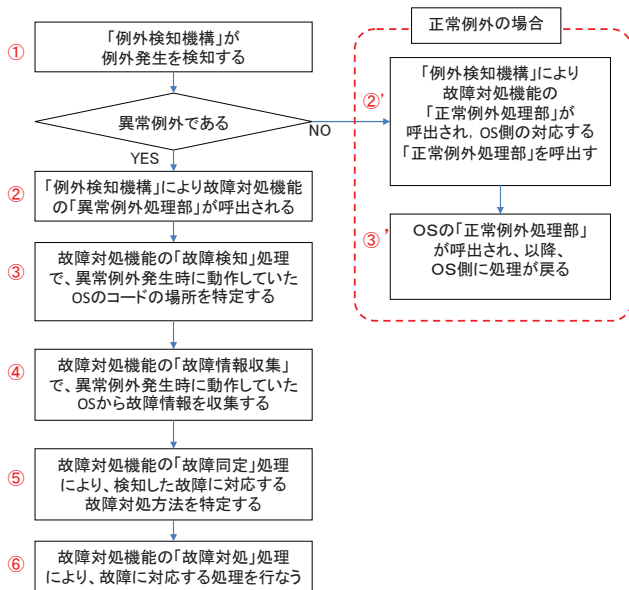 ①
「例外検知機構」が
例外発生を検知する
異常例外である
NO
YES
②
「例外検知機構」により故障対処機能
の「異常例外処理部」が呼出される
③
故障対処機能の「故障検知」処理
で、異常例外発生時に動作していた
OSのコードの場所を特定する
④
故障対処機能の「故障情報収集」
で、異常例外発生時に動作していた
OSから故障情報を収集する
⑤
故障対処機能の「故障同定」処理
により、検知した故障に対応する
故障対処方法を特定する
⑥
故障対処機能の「故障対処」処理
により、故障に対応する処理を行なう
正常例外の場合
②'
「例外検知機構」により
故障対処機能の
「正常例外処理部」が
呼出され，OS側の対応する
「正常例外処理部」を呼出す
③'
OSの「正常例外処理部」
が呼出され、以降、
OS側に処理が戻る